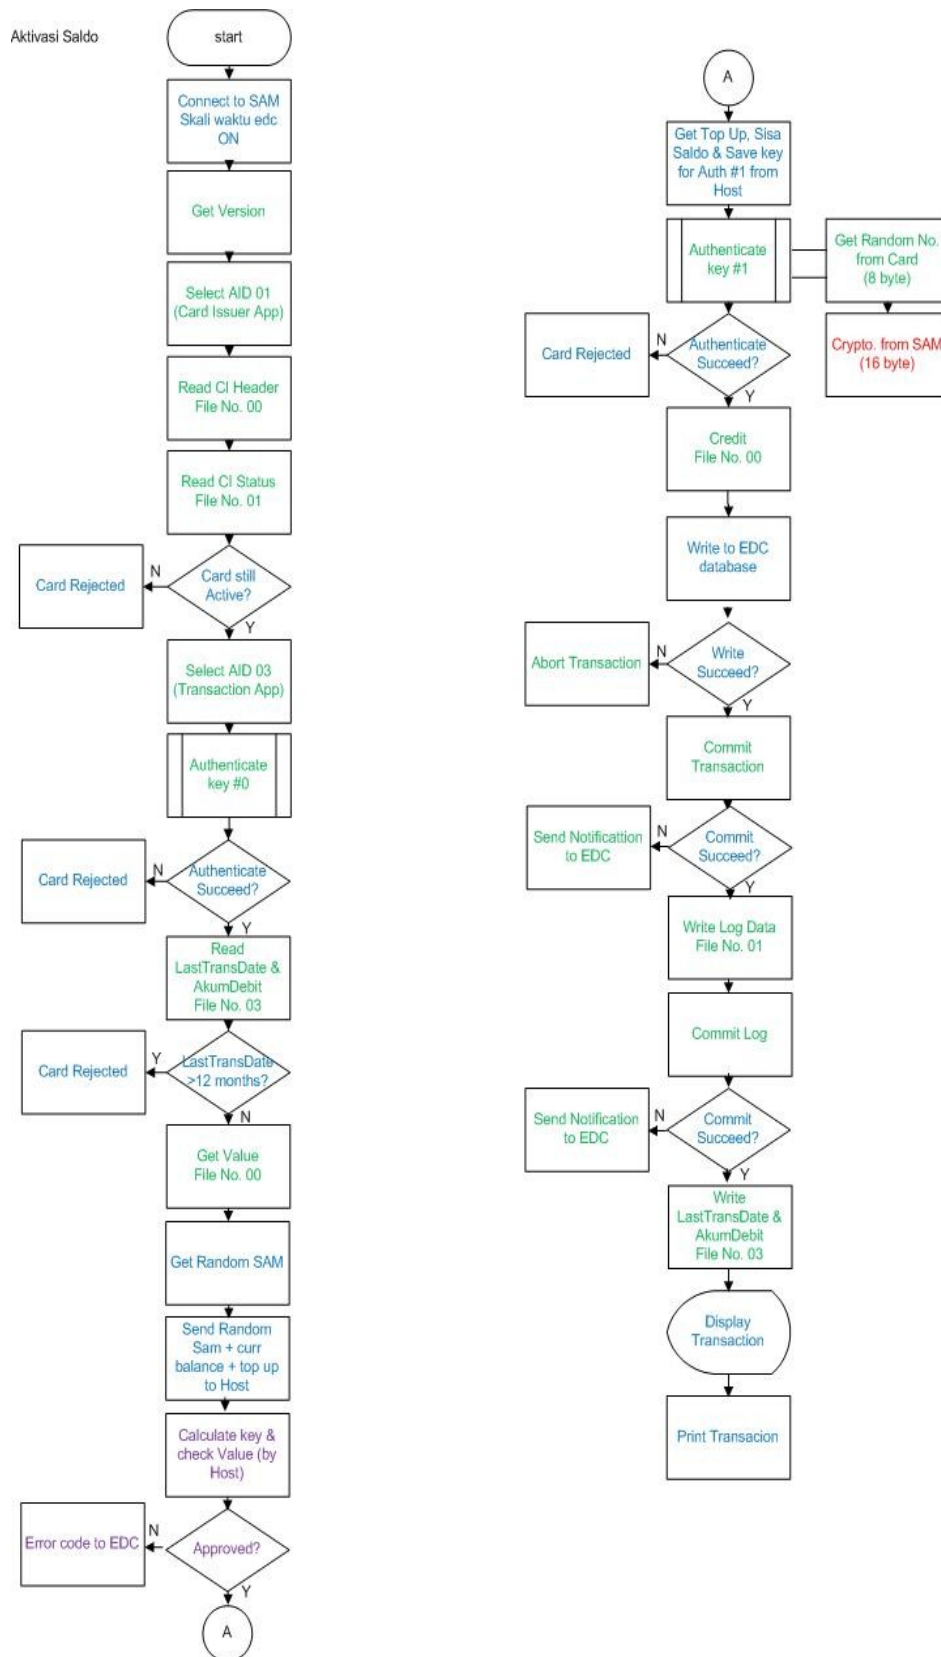 Aktivasi Saldo
start
Connect to SAM
Skali waktu edc
ON
Get Version
Select AID 01
(Card Issuer App)
Read CI Header
File No. 00
Read CI Status
File No. 01
Card still
Active?
N
Card Rejected
Y
Select AID 03
(Transaction App)
Authenticate
key #0
Authenticate
Succeed?
N
Card Rejected
Y
Read
LastTransDate &
AkumDebit
File No. 03
LastTransDate
>12 months?
Y
Card Rejected
N
Get Value
File No. 00
Get Random SAM
Send Random
Sam + curr
balance + top up
to Host
Calculate key &
check Value (by
Host)
Approved?
N
Error code to EDC
Y
A
A
Get Top Up, Sisa
Saldo & Save key
for Auth #1 from
Host
Authenticate
key #1
Get Random No.
from Card
(8 byte)
Crypto. from SAM
(16 byte)
Authenticate
Succeed?
N
Card Rejected
Y
Credit
File No. 00
Write to EDC
database
Write
Succeed?
N
Abort Transaction
Y
Commit
Transaction
Commit
Succeed?
N
Send Notificattion
to EDC
Y
Write Log Data
File No. 01
Commit Log
Commit
Succeed?
N
Send Notification
to EDC
Y
Write
LastTransDate &
AkumDebit
File No. 03
Display
Transaction
Print Transacion